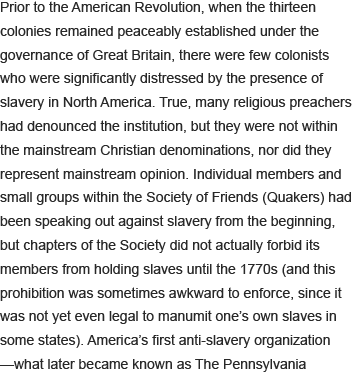 Prior to the American Revolution, when the thirteen
colonies remained peaceably established under the
governance of Great Britain, there were few colonists
who were significantly distressed by the presence of
slavery in North America. True, many religious preachers
had denounced the institution, but they were not within
the mainstream Christian denominations, nor did they
represent mainstream opinion. Individual members and
small groups within the Society of Friends (Quakers) had
been speaking out against slavery from the beginning,
but chapters of the Society did not actually forbid its
members from holding slaves until the 1770s (and this
prohibition was sometimes awkward to enforce, since it
was not yet even legal to manumit one’s own slaves in
some states). America’s first anti-slavery organization
—what later became known as The Pennsylvania